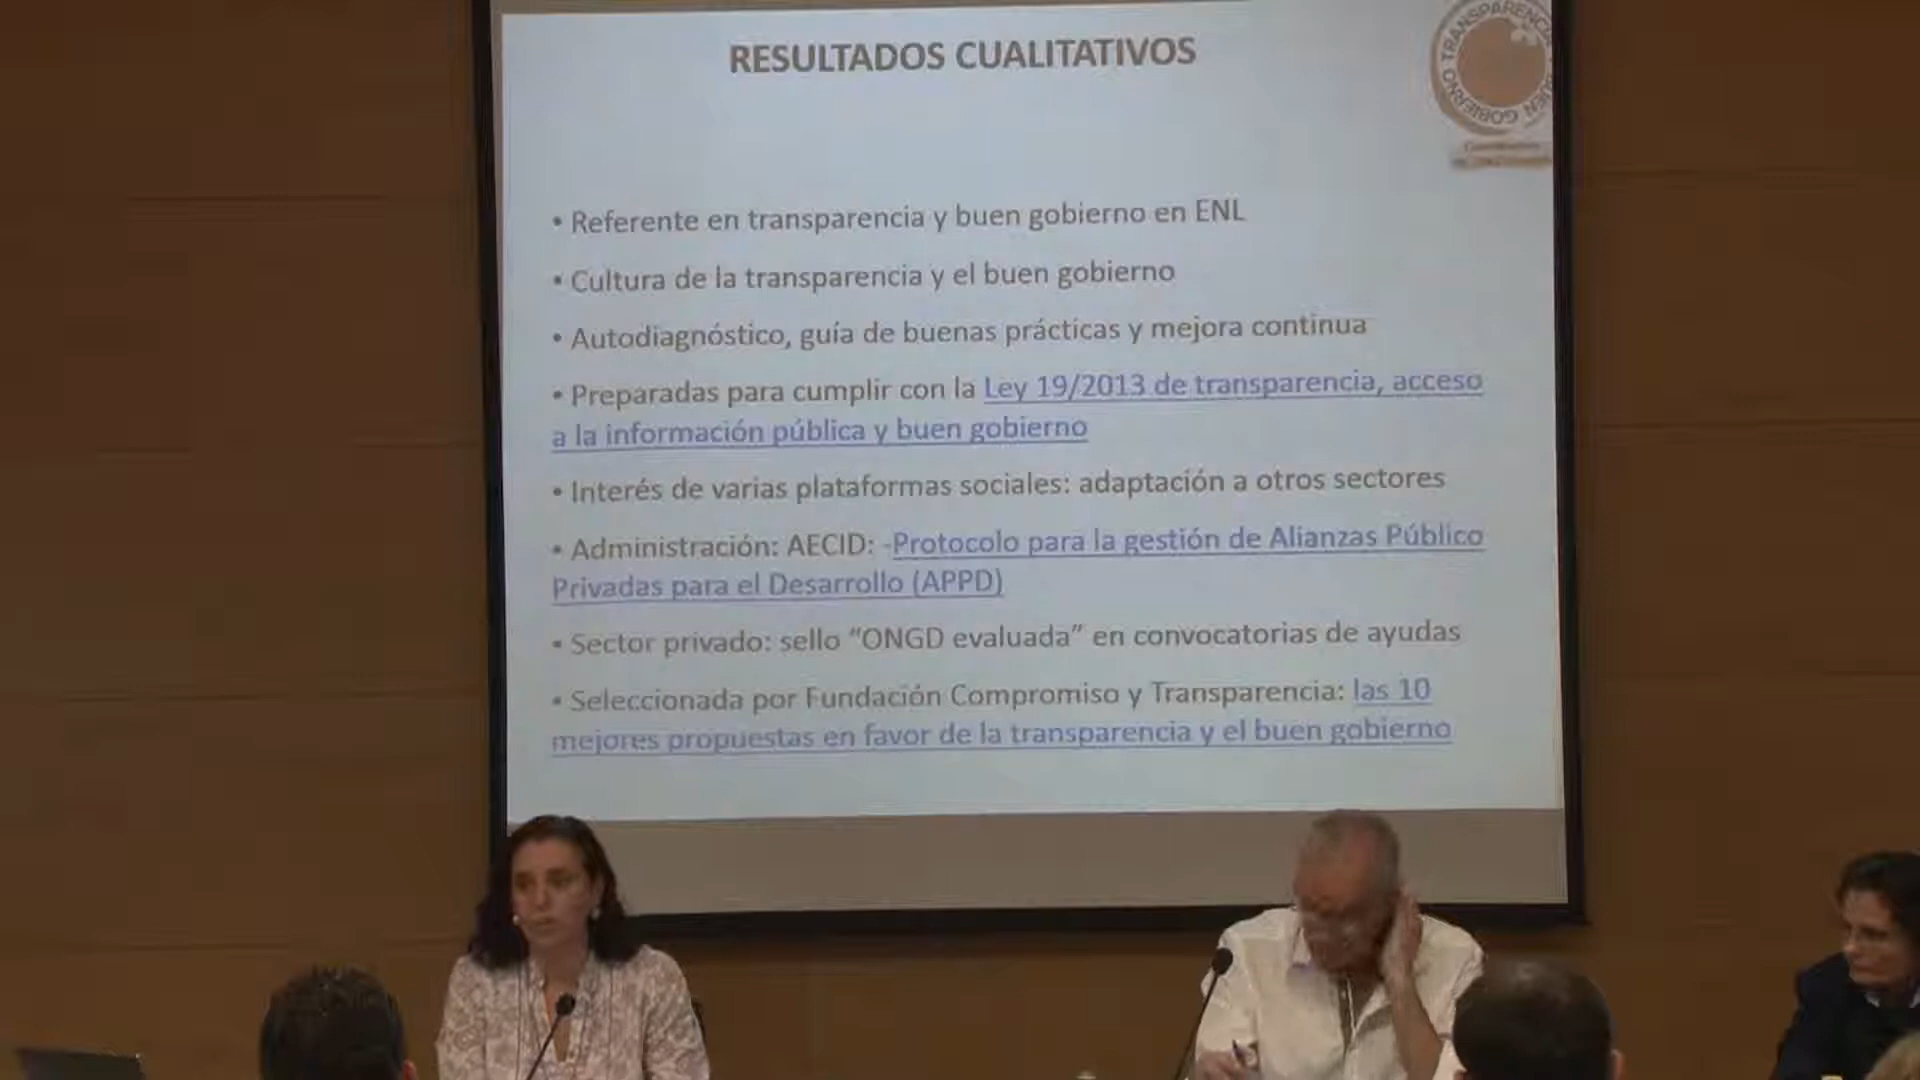 RESULTADOS CUALITATIVOS
TRANSPARENCIA
BUEN GOBIERNO
• Referente en transparencia y buen gobierno en ENL
• Cultura de la transparencia y el buen gobierno
• Autodiagnóstico, guía de buenas prácticas y mejora continua
• Preparadas para cumplir con la Ley 19/2013 de transparencia, acceso
a la información pública y buen gobierno
• Interés de varias plataformas sociales: adaptación a otros sectores
• Administración: AECID: -Protocolo para la gestión de Alianzas Público
Privadas para el Desarrollo (APPD)
• Sector privado: sello “ONGD evaluada” en convocatorias de ayudas
• Seleccionada por Fundación Compromiso y Transparencia: las 10
mejores propuestas en favor de la transparencia y el buen gobierno